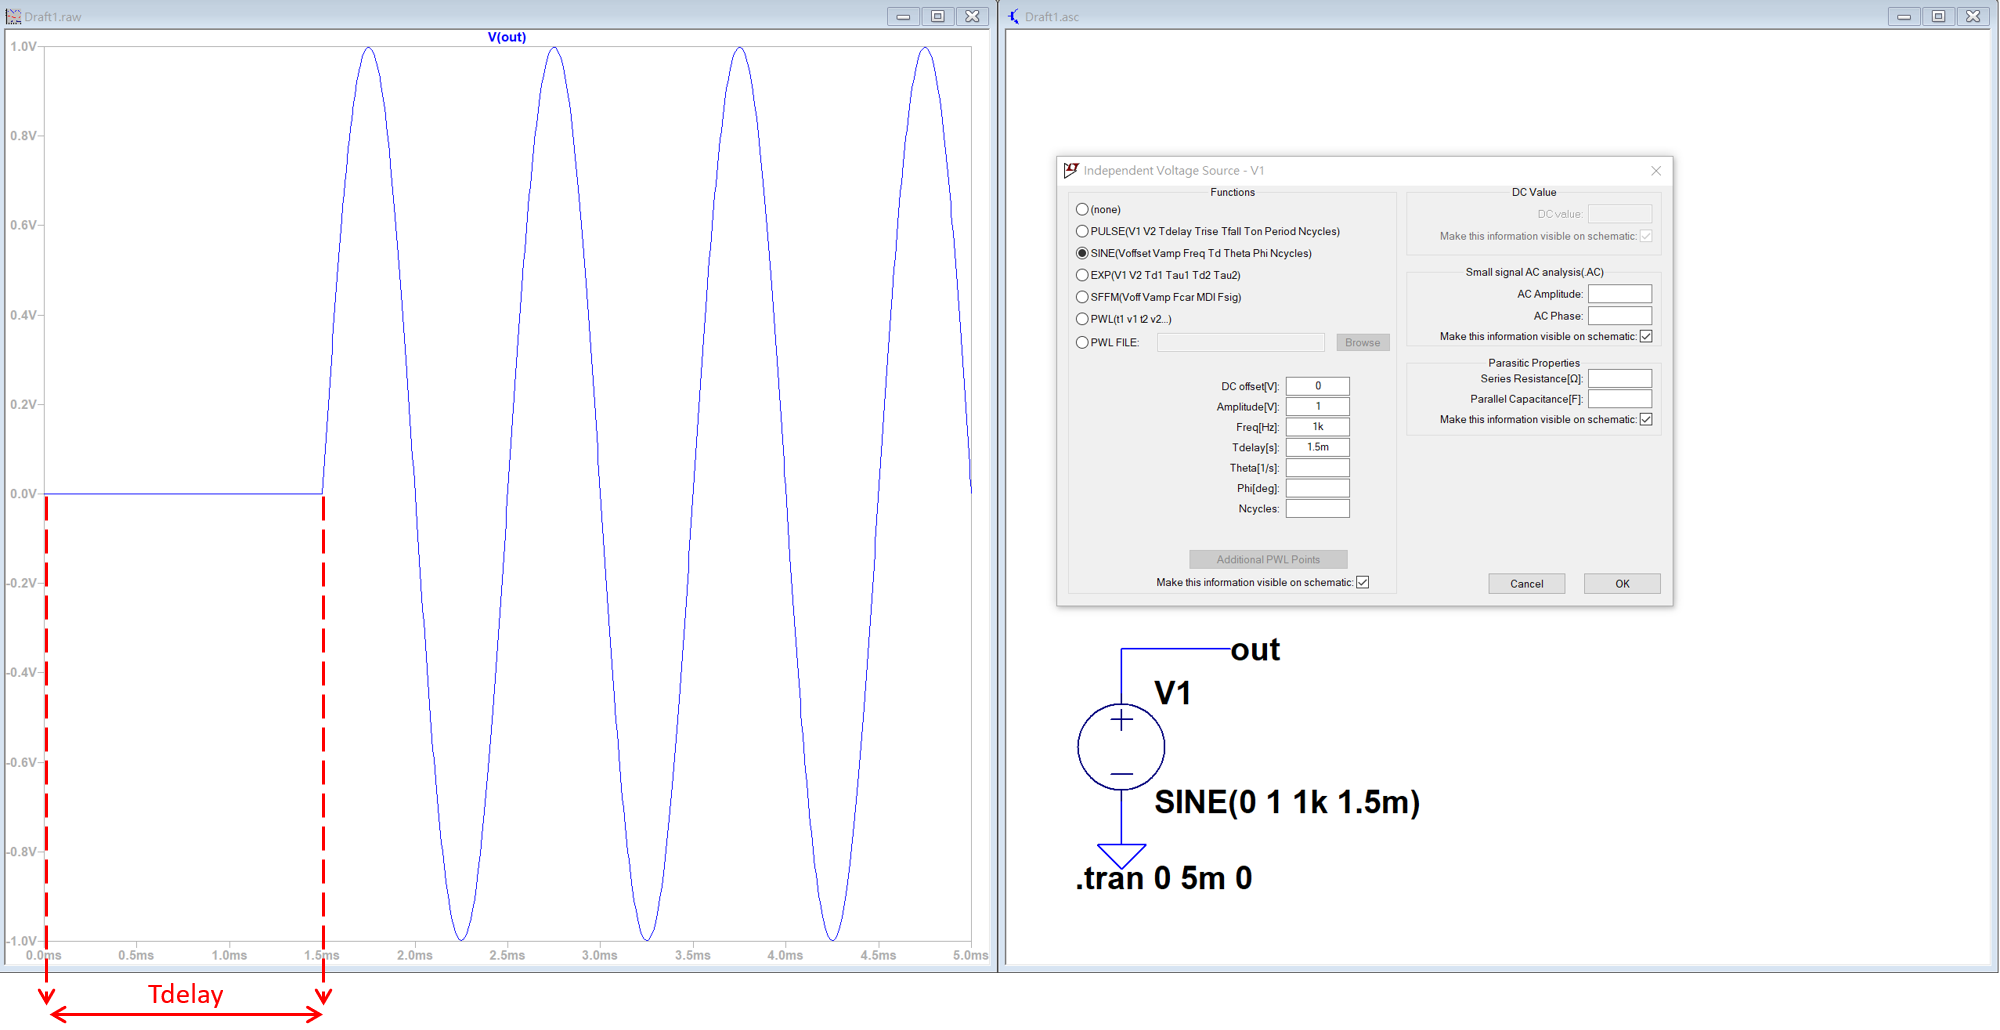 Draft1.raw
V(out)
1.0V
0.8V
0.6V
0.4V
0.2V
0.0V
-0.2V
-0.4V
-0.6V
-0.8V
-1.0V
0.0ms 0.5ms 1.0ms 1.5ms 2.0ms 2.5ms 3.0ms 3.5ms 4.0ms 4.5ms 5.0ms
Tdelay
Draft1.asc
Independent Voltage Source - V1
Functions
(none)
PULSE(V1 V2 Tdelay Trise Tfall Ton Period Ncycles)
SINE(Voffset Vamp Freq Td Theta Phi Ncycles)
EXP(V1 V2 Td1 Tau1 Td2 Tau2)
SFFM(Voff Vamp Fcar MDI Fsig)
PWL(t1 v1 t2 v2...)
PWL FILE: Browse
DC offset[V]: 0
Amplitude[V]: 1
Freq[Hz]: 1k
Tdelay[s]: 1.5m
Theta[1/s]:
Phi[deg]:
Ncycles:
Additional PWL Points
Make this information visible on schematic:
DC Value
DC value:
Make this information visible on schematic:
Small signal AC analysis(.AC)
AC Amplitude:
AC Phase:
Make this information visible on schematic:
Parasitic Properties
Series Resistance[Ω]:
Parallel Capacitance[F]:
Make this information visible on schematic:
Cancel OK
out
V1
SINE(0 1 1k 1.5m)
.tran 0 5m 0